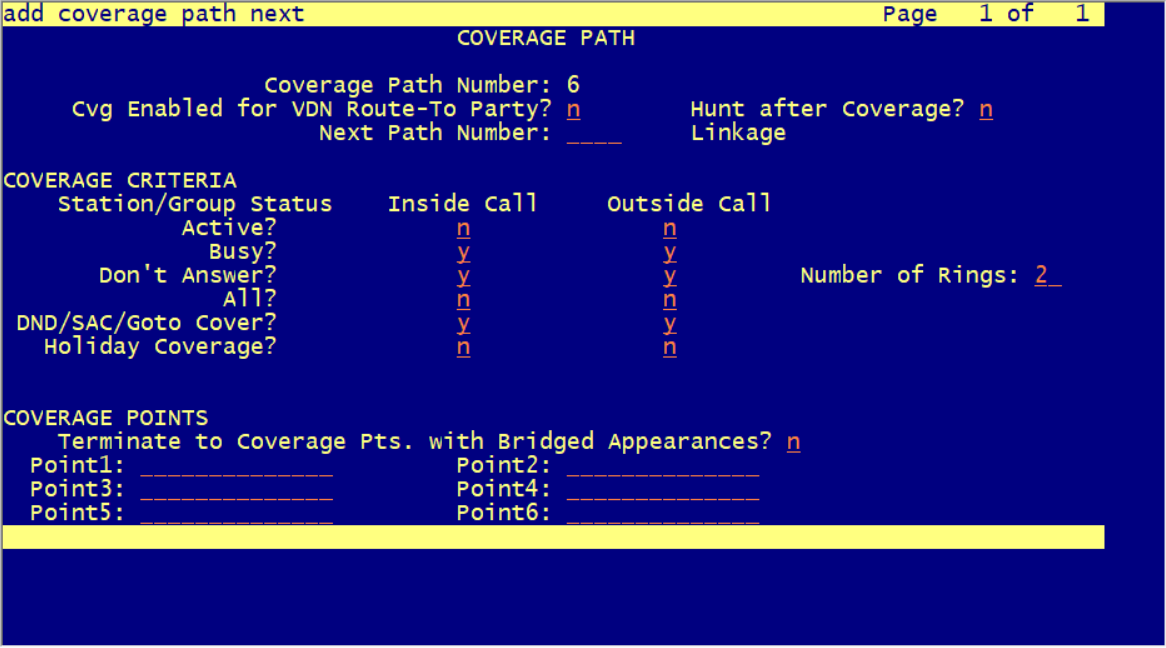 add coverage path next Page 1 of 1
COVERAGE PATH
Coverage Path Number: 6
Cvg Enabled for VDN Route-To Party? n Hunt after Coverage? n
Next Path Number: ____ Linkage
COVERAGE CRITERIA
Station/Group Status Inside Call Outside Call
Active? n n
Busy? y y
Don't Answer? y y Number of Rings: 2_
All? n n
DND/SAC/Goto Cover? y y
Holiday Coverage? n n
COVERAGE POINTS
Terminate to Coverage Pts. with Bridged Appearances? n
Point1: ______________ Point2: ______________
Point3: ______________ Point4: ______________
Point5: ______________ Point6: ______________